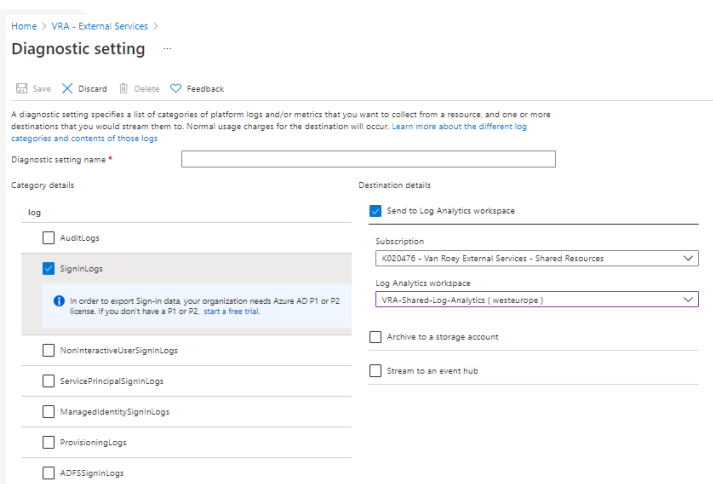 Home > VRA - External Services >
Diagnostic setting ...
Save Discard Delete Feedback
A diagnostic setting specifies a list of categories of platform logs and/or metrics that you want to collect from a resource, and one or more
destinations that you would stream them to. Normal usage charges for the destination will occur. Learn more about the different log
categories and contents of those logs
Diagnostic setting name *
Category details
log
AuditLogs
SignInLogs
In order to export Sign-in data, your organization needs Azure AD P1 or P2
license. If you don't have a P1 or P2, start a free trial.
NonInteractiveUserSignInLogs
ServicePrincipalSignInLogs
ManagedIdentitySignInLogs
ProvisioningLogs
ADFSSignInLogs
Destination details
Send to Log Analytics workspace
Subscription
K020476 - Van Roey External Services - Shared Resources
Log Analytics workspace
VRA-Shared-Log-Analytics ( westeurope )
Archive to a storage account
Stream to an event hub